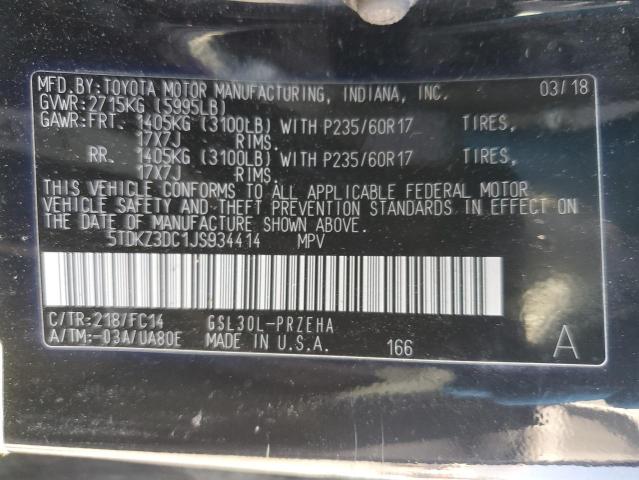 MFD.BY:TOYOTA MOTOR MANUFACTURING, INDIANA, INC. 03/18
GVWR:2715KG (5995LB)
GAWR:FRT. 1405KG (3100LB) WITH P235/60R17 TIRES,
17X7J RIMS.
RR. 1405KG (3100LB) WITH P235/60R17 TIRES,
17X7J RIMS.
THIS VEHICLE CONFORMS TO ALL APPLICABLE FEDERAL MOTOR
VEHICLE SAFETY AND THEFT PREVENTION STANDARDS IN EFFECT ON
THE DATE OF MANUFACTURE SHOWN ABOVE.
5TDKZ3DC1JS934414 MPV
C/TR:218/FC14 GSL30L-PRZEHA
A/TM:-03A/UA80E MADE IN U.S.A. 166 A